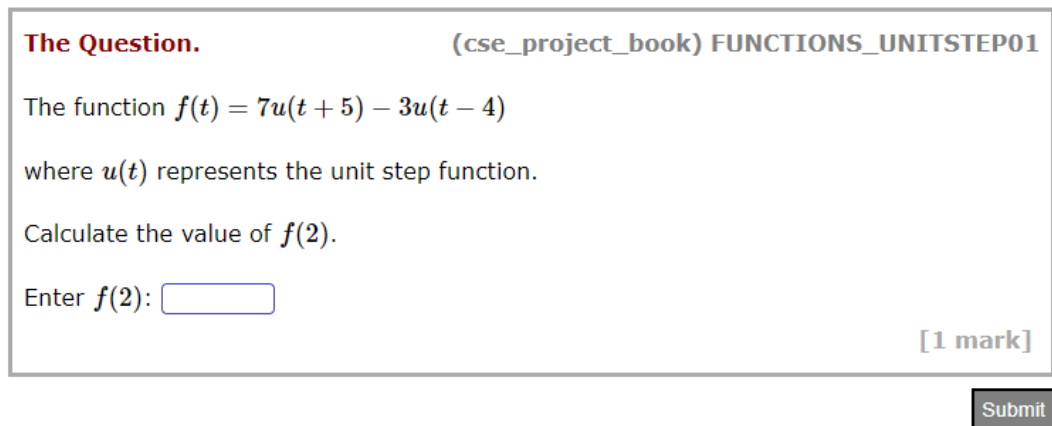 The Question. (cse_project_book) FUNCTIONS_UNITSTEP01
The function f(t) = 7u(t + 5) − 3u(t − 4)
where u(t) represents the unit step function.
Calculate the value of f(2).
Enter f(2):
[1 mark]
Submit